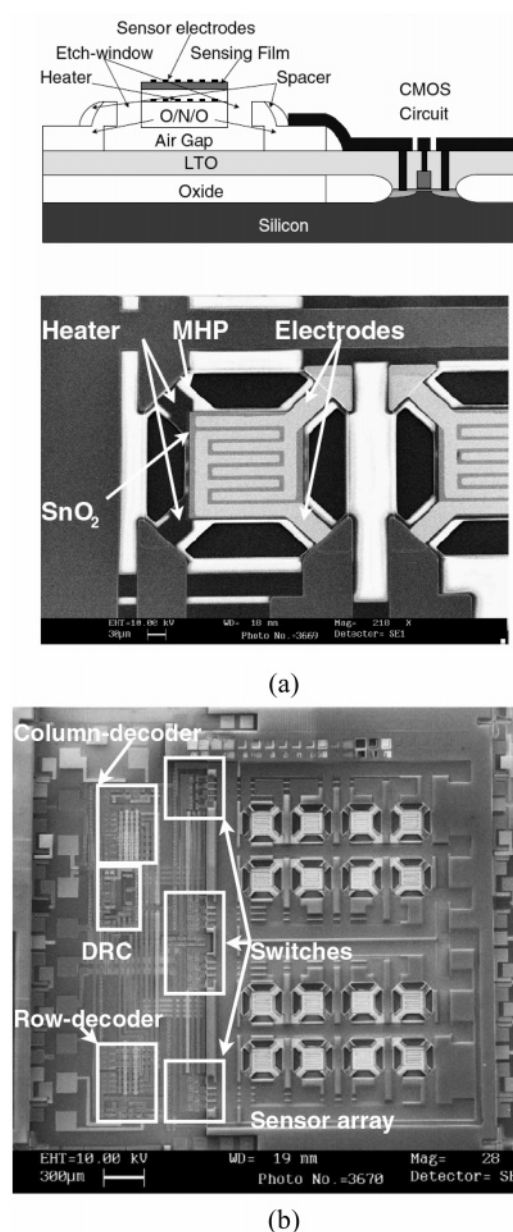 Sensor electrodes
Etch-window Sensing Film
Heater Spacer
CMOS
Circuit
O/N/O
Air Gap
LTO
Oxide
Silicon
Heater MHP Electrodes
SnO₂
EHT=10.00 kV WD= 18 mm Mag= 218 X
30µm Photo No.=3669 Detector= SE1
(a)
Column-decoder
DRC Switches
Row-decoder
Sensor array
EHT=10.00 kV WD= 19 mm Mag= 28
300µm Photo No.=3670 Detector= SE
(b)